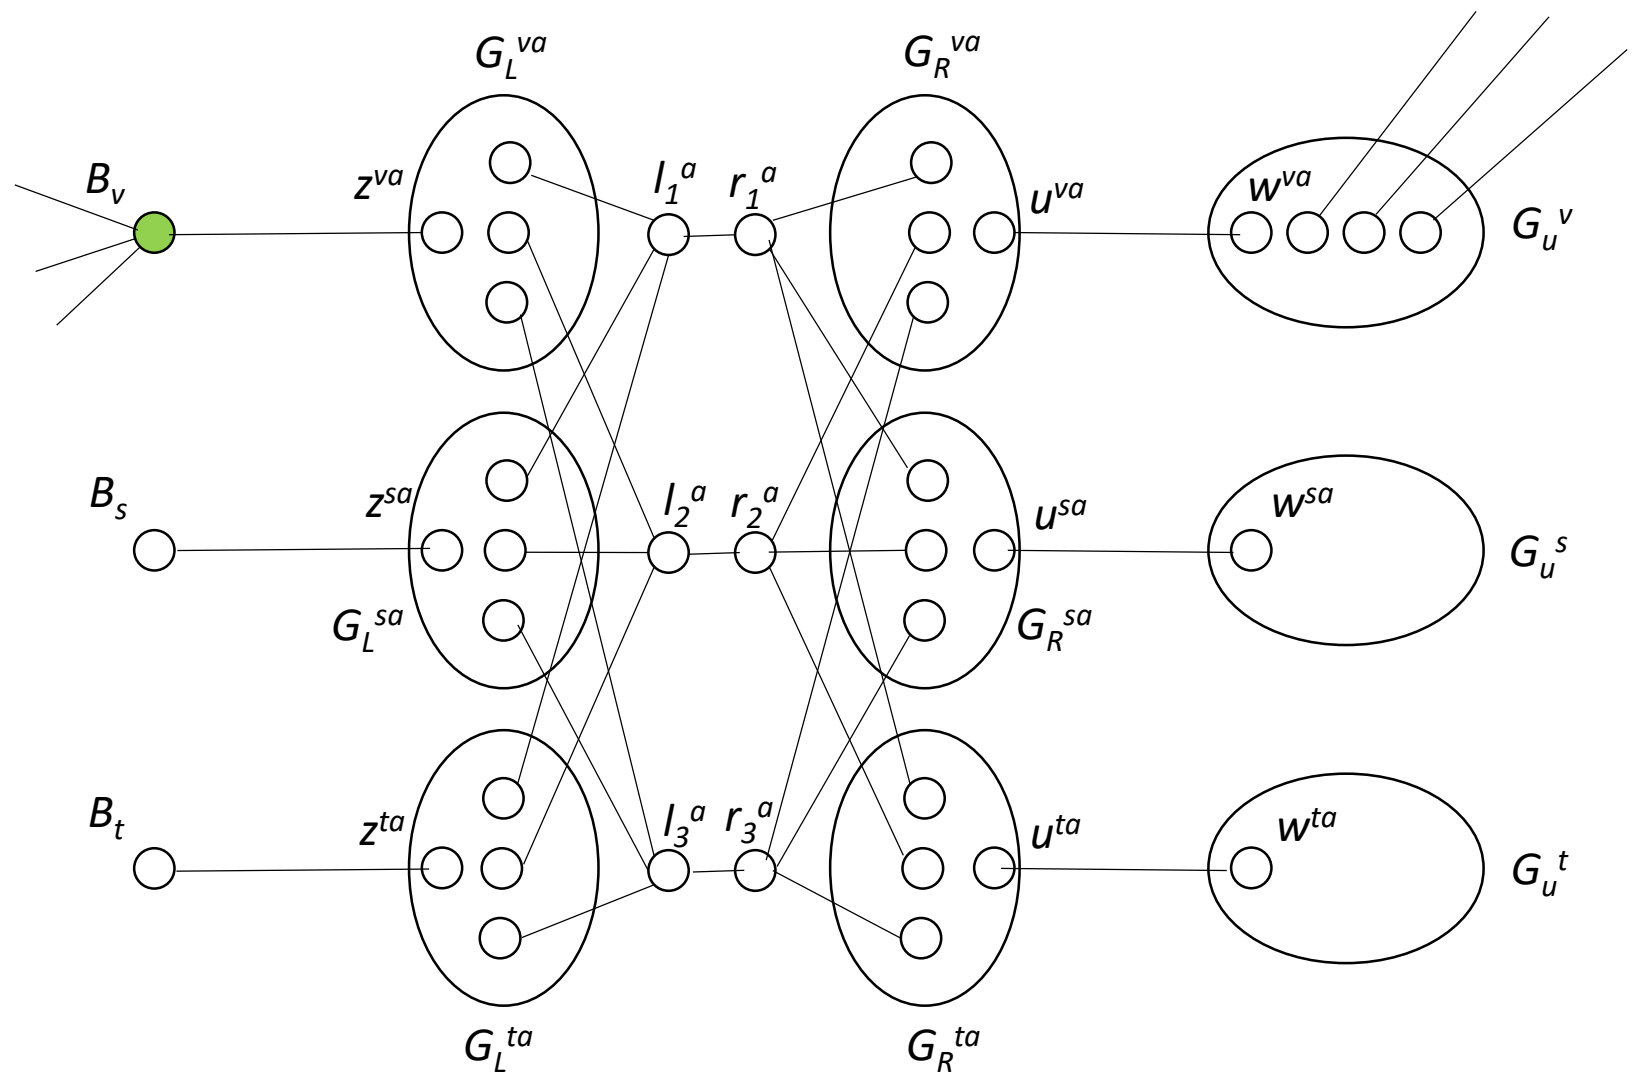 G_L^{va} G_R^{va}
B_v z^{va} l_1^a r_1^a u^{va} w^{va} G_u^v
B_s z^{sa} l_2^a r_2^a u^{sa} w^{sa} G_u^s
G_L^{sa} G_R^{sa}
B_t z^{ta} l_3^a r_3^a u^{ta} w^{ta} G_u^t
G_L^{ta} G_R^{ta}